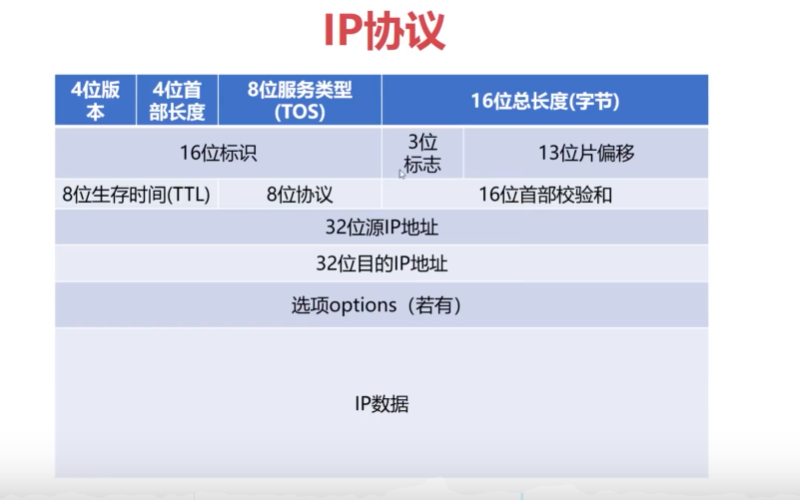 IP协议
4位版
本
4位首
部长度
8位服务类型
(TOS)
16位总长度(字节)
16位标识
3位
标志
13位片偏移
8位生存时间(TTL)
8位协议
16位首部校验和
32位源IP地址
32位目的IP地址
选项options（若有）
IP数据